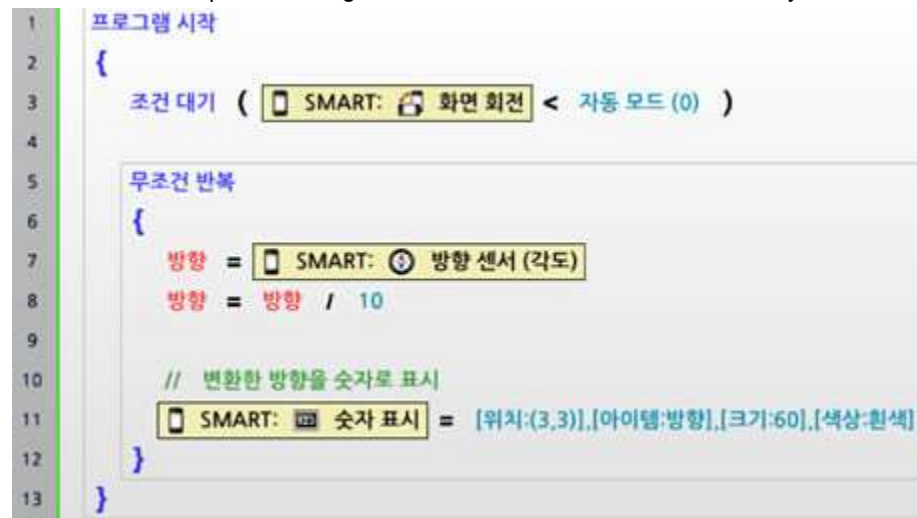 1 프로그램 시작
2 {
3 조건 대기 ( SMART: 화면 회전 < 자동 모드 (0) )
4
5 무조건 반복
6 {
7 방향 = SMART: 방향 센서 (각도)
8 방향 = 방향 / 10
9
10 // 변환한 방향을 숫자로 표시
11 SMART: 숫자 표시 = [위치:(3,3)],[아이템:방향],[크기:60],[색상:흰색]
12 }
13 }